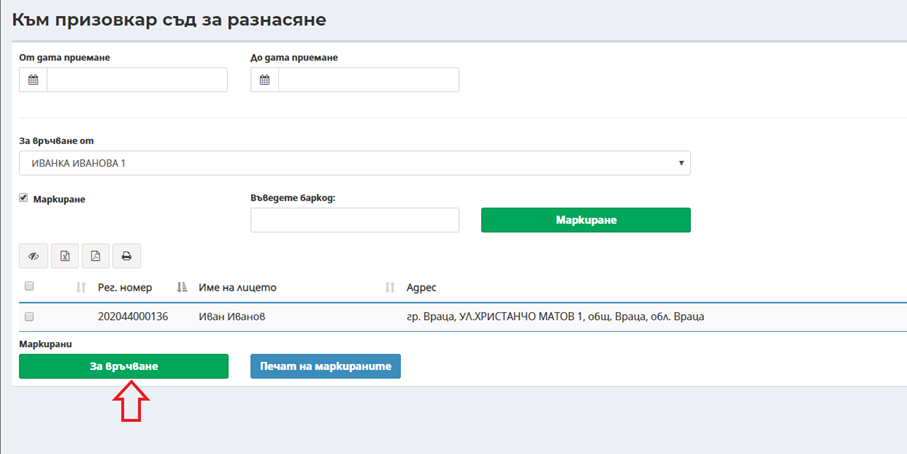 Към призовкар съд за разнасяне
От дата приемане До дата приемане
За връчване от
ИВАНКА ИВАНОВА 1
Маркиране Въведете баркод:
Маркиране
Рег. номер Име на лицето Адрес
202044000136 Иван Иванов гр. Враца, УЛ.ХРИСТАНЧО МАТОВ 1, общ. Враца, обл. Враца
Маркирани
За връчване Печат на маркираните